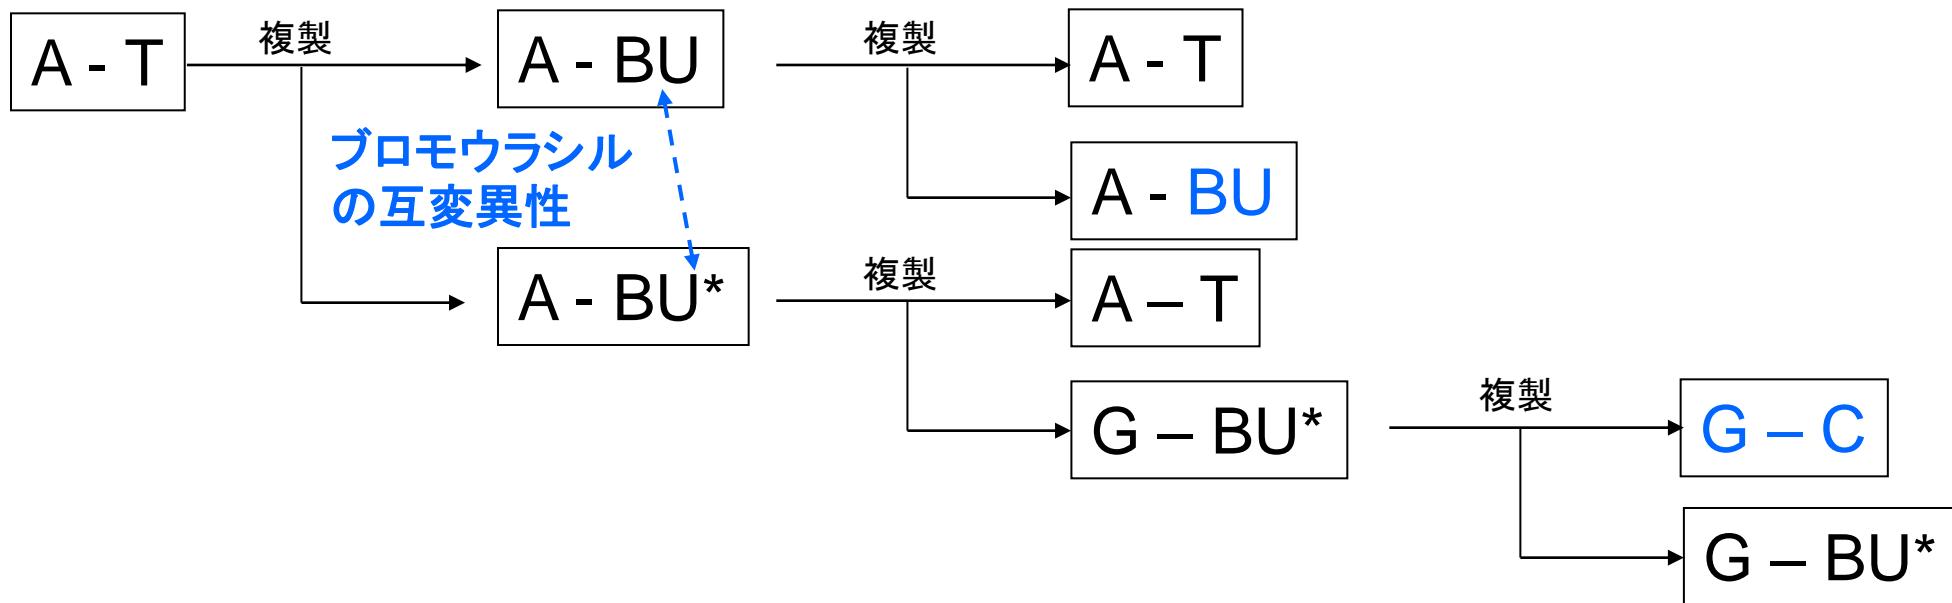 A - T
複製
A - BU
複製
A - T
ブロモウラシル
の互変異性
A - BU
A - BU*
複製
A – T
G – BU*
複製
G – C
G – BU*